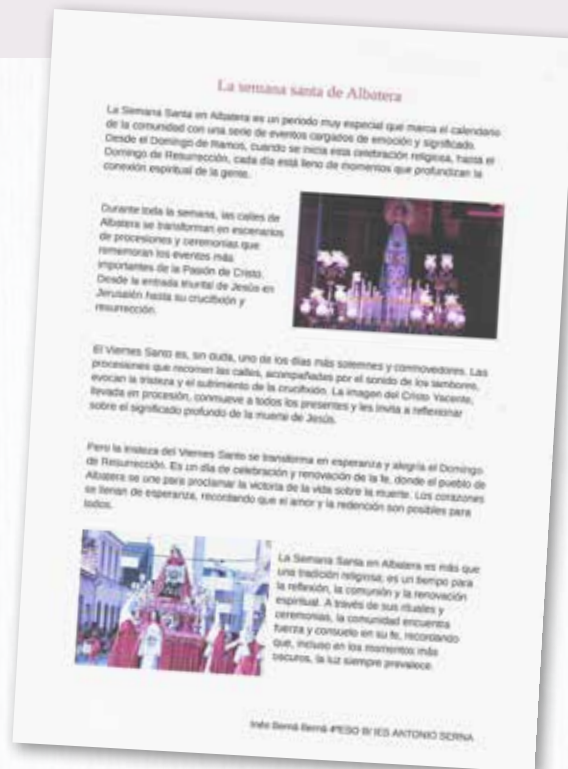 La semana santa de Albatera
La Semana Santa en Albatera es un periodo muy especial que marca el calendario
de la comunidad con una serie de eventos cargados de emoción y significado.
Desde el Domingo de Ramos, cuando se inicia esta celebración religiosa, hasta el
Domingo de Resurrección, cada día está lleno de momentos que profundizan la
conexión espiritual de la gente.
Durante toda la semana, las calles de
Albatera se transforman en escenarios
de procesiones y ceremonias que
rememoran los eventos más
importantes de la Pasión de Cristo.
Desde la entrada triunfal de Jesús en
Jerusalén hasta su crucifixión y
resurrección.
El Viernes Santo es, sin duda, uno de los días más solemnes y conmovedores. Las
procesiones que recorren las calles, acompañadas por el sonido de los tambores,
evocan la tristeza y el sufrimiento de la crucifixión. La imagen del Cristo Yacente,
llevada en procesión, conmueve a todos los presentes y les invita a reflexionar
sobre el significado profundo de la muerte de Jesús.
Pero la tristeza del Viernes Santo se transforma en esperanza y alegría el Domingo
de Resurrección. Es un día de celebración y renovación de la fe, donde el pueblo de
Albatera se une para proclamar la victoria de la vida sobre la muerte. Los corazones
se llenan de esperanza, recordando que el amor y la redención son posibles para
todos.
La Semana Santa en Albatera es más que
una tradición religiosa; es un tiempo para
la reflexión, la comunión y la renovación
espiritual. A través de sus rituales y
ceremonias, la comunidad encuentra
fuerza y consuelo en su fe, recordando
que, incluso en los momentos más
oscuros, la luz siempre prevalece.
Inés Berná Berná 4ºESO B/ IES ANTONIO SERNA